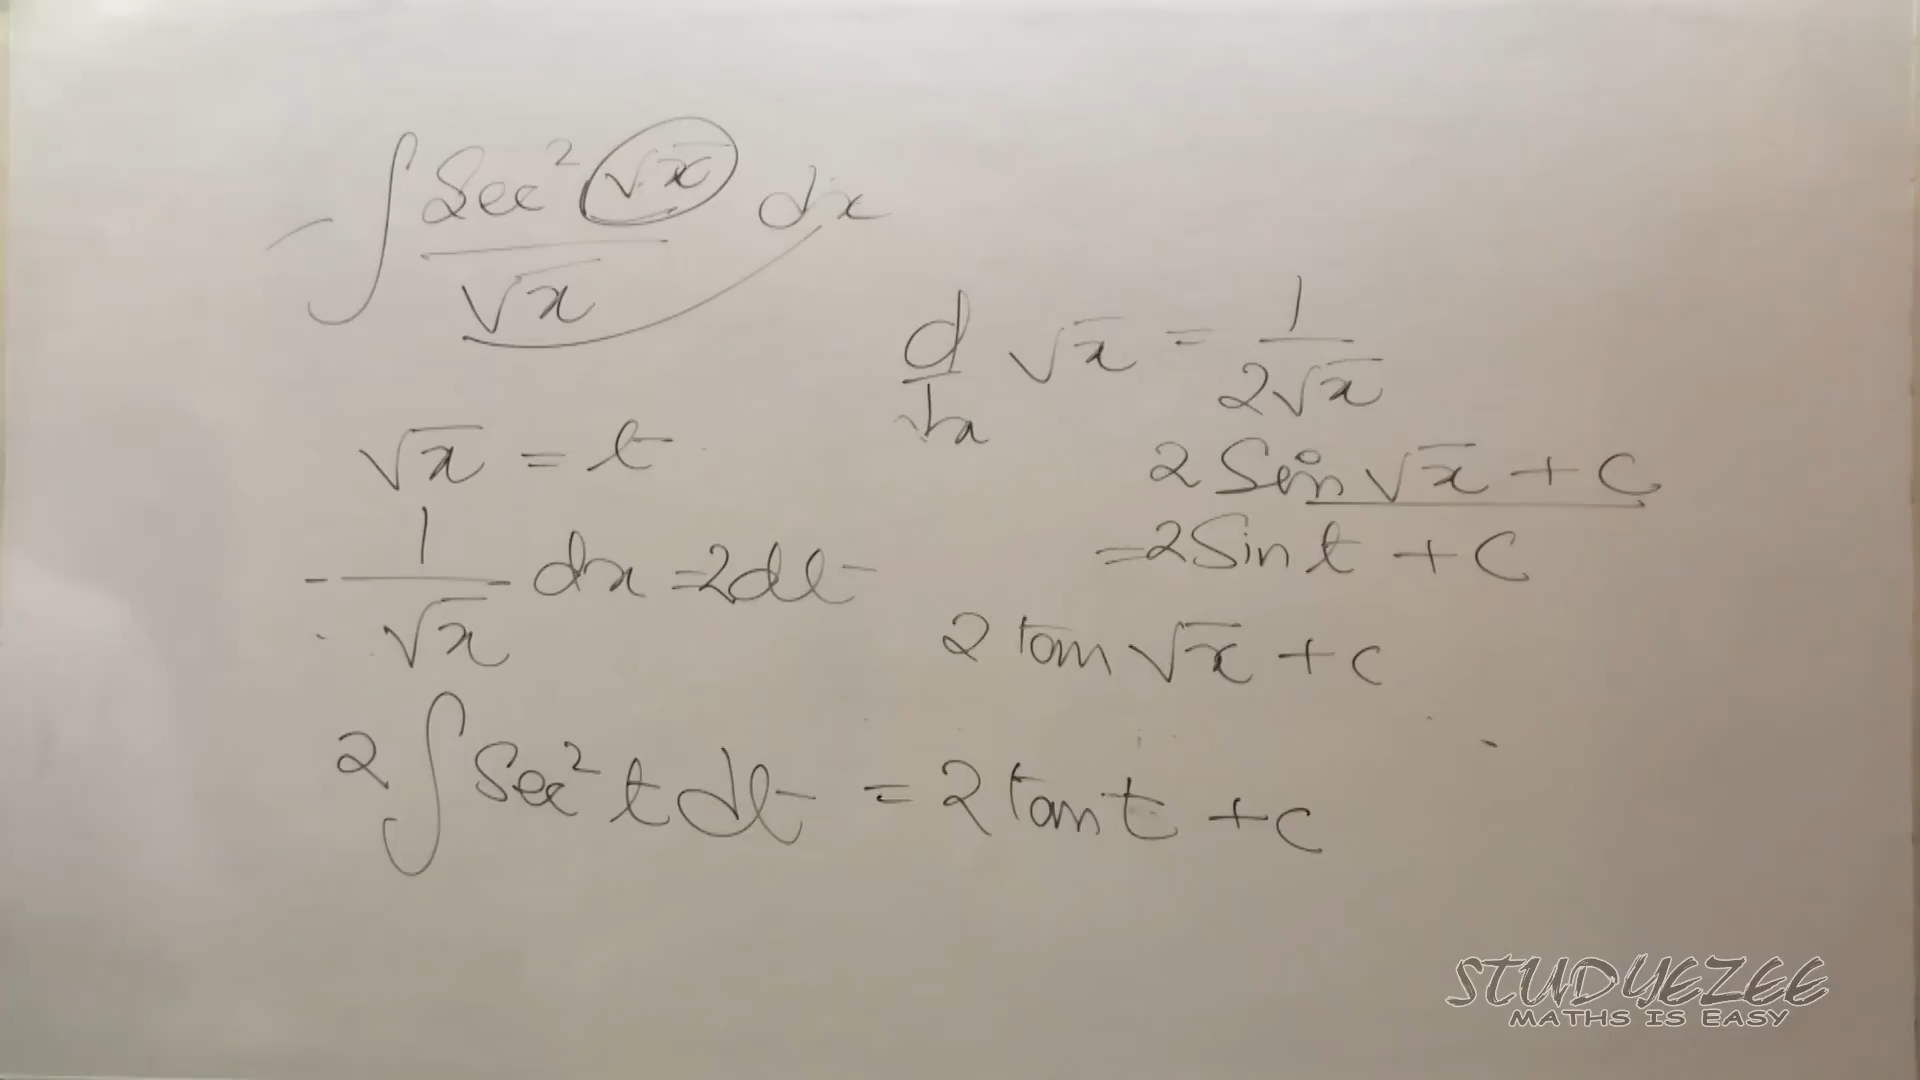 ∫ Sec² √x / √x dx
d/dx √x = 1/2√x
√x = t
2 Sin √x + C
1/√x dx = 2dt
= 2 Sin t + C
2 tan √x + c
2 ∫ Sec² t dt = 2 tan t + c
STUDYEZEE
MATHS IS EASY